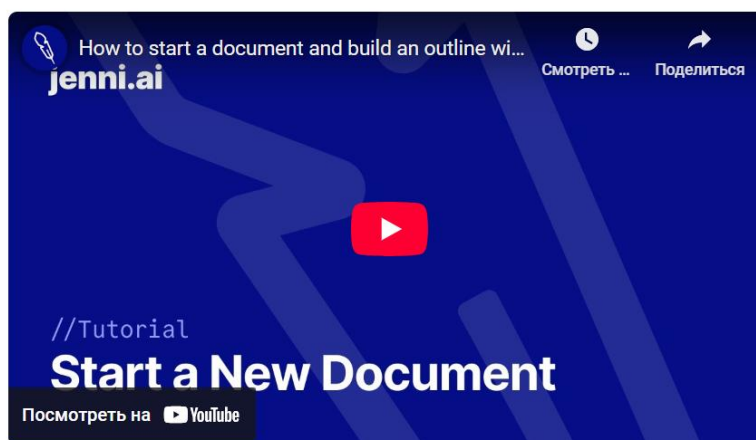 How to start a document and build an outline wi...
jenni.ai
Смотреть ...
Поделиться
//Tutorial
Start a New Document
Посмотреть на YouTube